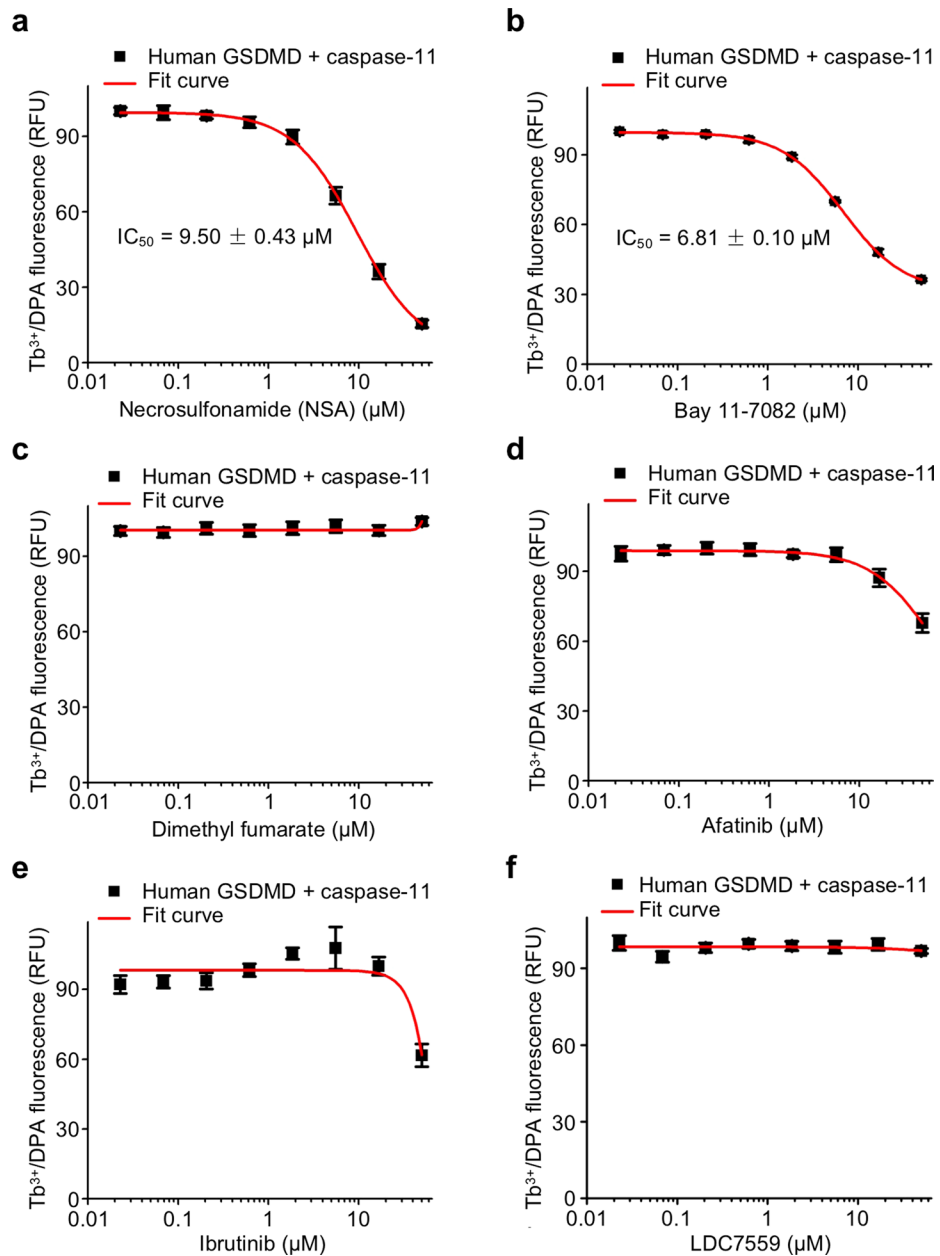 a
Human GSDMD + caspase-11
Fit curve
Tb³⁺/DPA fluorescence (RFU)
90
60
30
0
IC₅₀ = 9.50 ± 0.43 µM
0.01 0.1 1 10
Necrosulfonamide (NSA) (µM)
b
Human GSDMD + caspase-11
Fit curve
Tb³⁺/DPA fluorescence (RFU)
90
60
30
0
IC₅₀ = 6.81 ± 0.10 µM
0.01 0.1 1 10
Bay 11-7082 (µM)
c
Human GSDMD + caspase-11
Fit curve
Tb³⁺/DPA fluorescence (RFU)
90
60
30
0
0.01 0.1 1 10
Dimethyl fumarate (µM)
d
Human GSDMD + caspase-11
Fit curve
Tb³⁺/DPA fluorescence (RFU)
90
60
30
0
0.01 0.1 1 10
Afatinib (µM)
e
Human GSDMD + caspase-11
Fit curve
Tb³⁺/DPA fluorescence (RFU)
90
60
30
0
0.01 0.1 1 10
Ibrutinib (µM)
f
Human GSDMD + caspase-11
Fit curve
Tb³⁺/DPA fluorescence (RFU)
90
60
30
0
0.01 0.1 1 10
LDC7559 (µM)